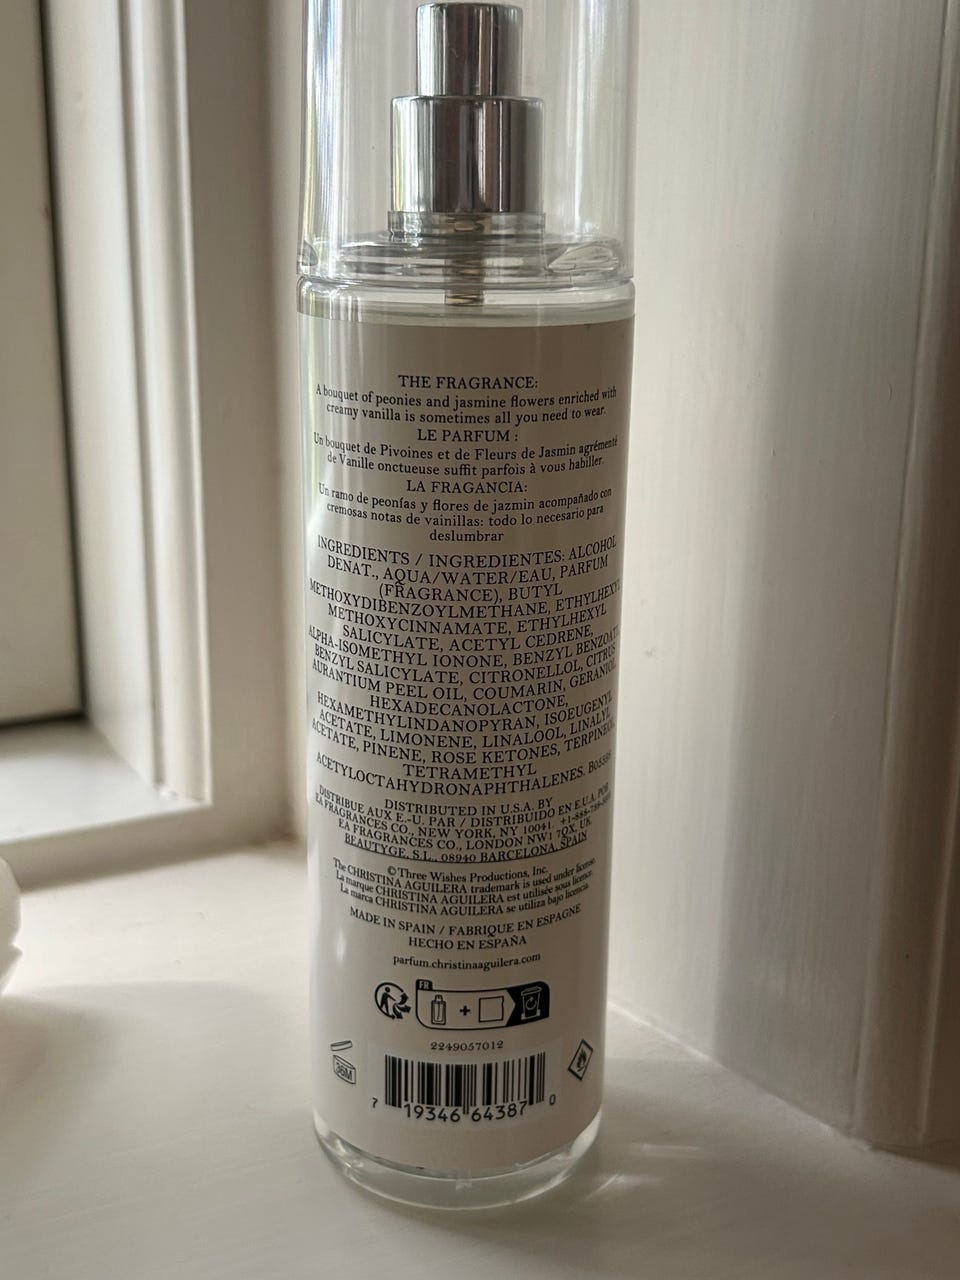 THE FRAGRANCE:
A bouquet of peonies and jasmine flowers enriched with
creamy vanilla is sometimes all you need to wear.
LE PARFUM :
Un bouquet de Pivoines et de Fleurs de Jasmin agrémenté
de Vanille onctueuse suffit parfois à vous habiller.
LA FRAGANCIA:
Un ramo de peonías y flores de jazmin acompañado con
cremosas notas de vainillas: todo lo necesario para
deslumbrar
INGREDIENTS / INGREDIENTES: ALCOHOL
DENAT., AQUA/WATER/EAU, PARFUM
(FRAGRANCE), BUTYL
METHOXYDIBENZOYLMETHANE, ETHYLHEXYL
METHOXYCINNAMATE, ETHYLHEXYL
SALICYLATE, ACETYL CEDRENE,
ALPHA-ISOMETHYL IONONE, BENZYL BENZOATE,
BENZYL SALICYLATE, CITRONELLOL, CITRUS
AURANTIUM PEEL OIL, COUMARIN, GERANIOL,
HEXADECANOLACTONE,
HEXAMETHYLINDANOPYRAN, ISOEUGENYL
ACETATE, LIMONENE, LINALOOL, LINALYL
ACETATE, PINENE, ROSE KETONES, TERPINEOL,
TETRAMETHYL
ACETYLOCTAHYDRONAPHTHALENES.
DISTRIBUTED IN U.S.A. BY
DISTRIBUE AUX E.-U. PAR / DISTRIBUIDO EN E.U.A. POR
EA FRAGRANCES CO., NEW YORK, NY 10041.
EA FRAGRANCES CO., LONDON NW1 7QX, UK
BEAUTYGE, S.L., 08940 BARCELONA, SPAIN
© Three Wishes Productions, Inc.
The CHRISTINA AGUILERA trademark is used under license.
La marque CHRISTINA AGUILERA est utilisée sous licence.
La marca CHRISTINA AGUILERA se utiliza bajo licencia.
MADE IN SPAIN / FABRIQUE EN ESPAGNE
HECHO EN ESPAÑA
parfum.christinaaguilera.com
FR
+
2249057012
36M
7 19346 64387 0